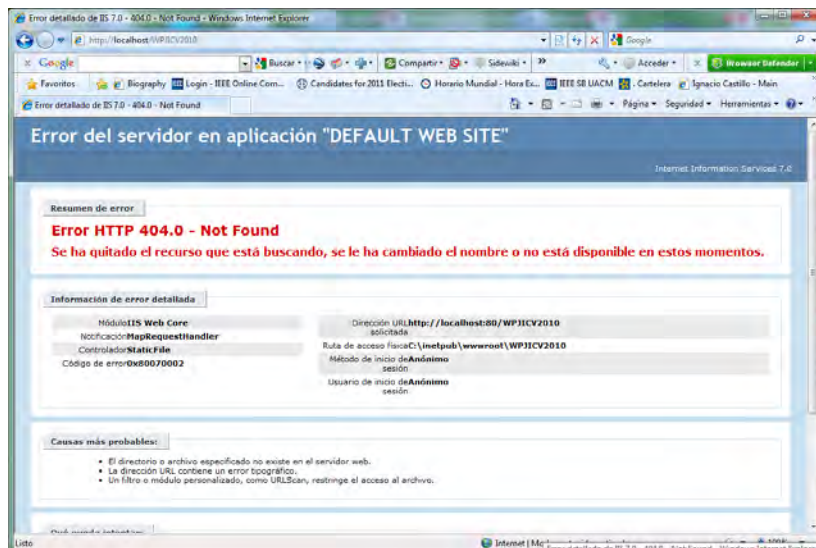 Error detallado de IIS 7.0 - 404.0 - Not Found - Windows Internet Explorer
http://localhost/WPJICV2010
Google
Google
Buscar
Compartir
Sidewiki
Acceder
Browser Defender
Favoritos
Biography
Login - IEEE Online Com...
Candidates for 2011 Electi...
Horario Mundial - Hora Ex...
IEEE SB UACM
. Cartelera
Ignacio Castillo - Main
Error detallado de IIS 7.0 - 404.0 - Not Found
Página
Seguridad
Herramientas
Error del servidor en aplicación "DEFAULT WEB SITE"
Internet Information Services 7.0
Resumen de error
Error HTTP 404.0 - Not Found
Se ha quitado el recurso que está buscando, se le ha cambiado el nombre o no está disponible en estos momentos.
Información de error detallada
Módulo IIS Web Core
Notificación MapRequestHandler
Controlador StaticFile
Código de error 0x80070002
Dirección URL solicitada http://localhost:80/WPJICV2010
Ruta de acceso física C:\inetpub\wwwroot\WPJICV2010
Método de inicio de sesión Anónimo
Usuario de inicio de sesión Anónimo
Causas más probables:
El directorio o archivo especificado no existe en el servidor web.
La dirección URL contiene un error tipográfico.
Un filtro o módulo personalizado, como URLScan, restringe el acceso al archivo.
Listo
Internet